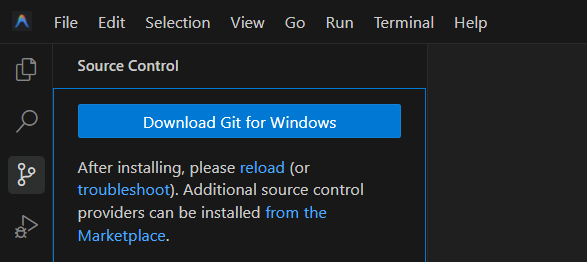 File Edit Selection View Go Run Terminal Help
Source Control
Download Git for Windows
After installing, please reload (or
troubleshoot). Additional source control
providers can be installed from the
Marketplace.